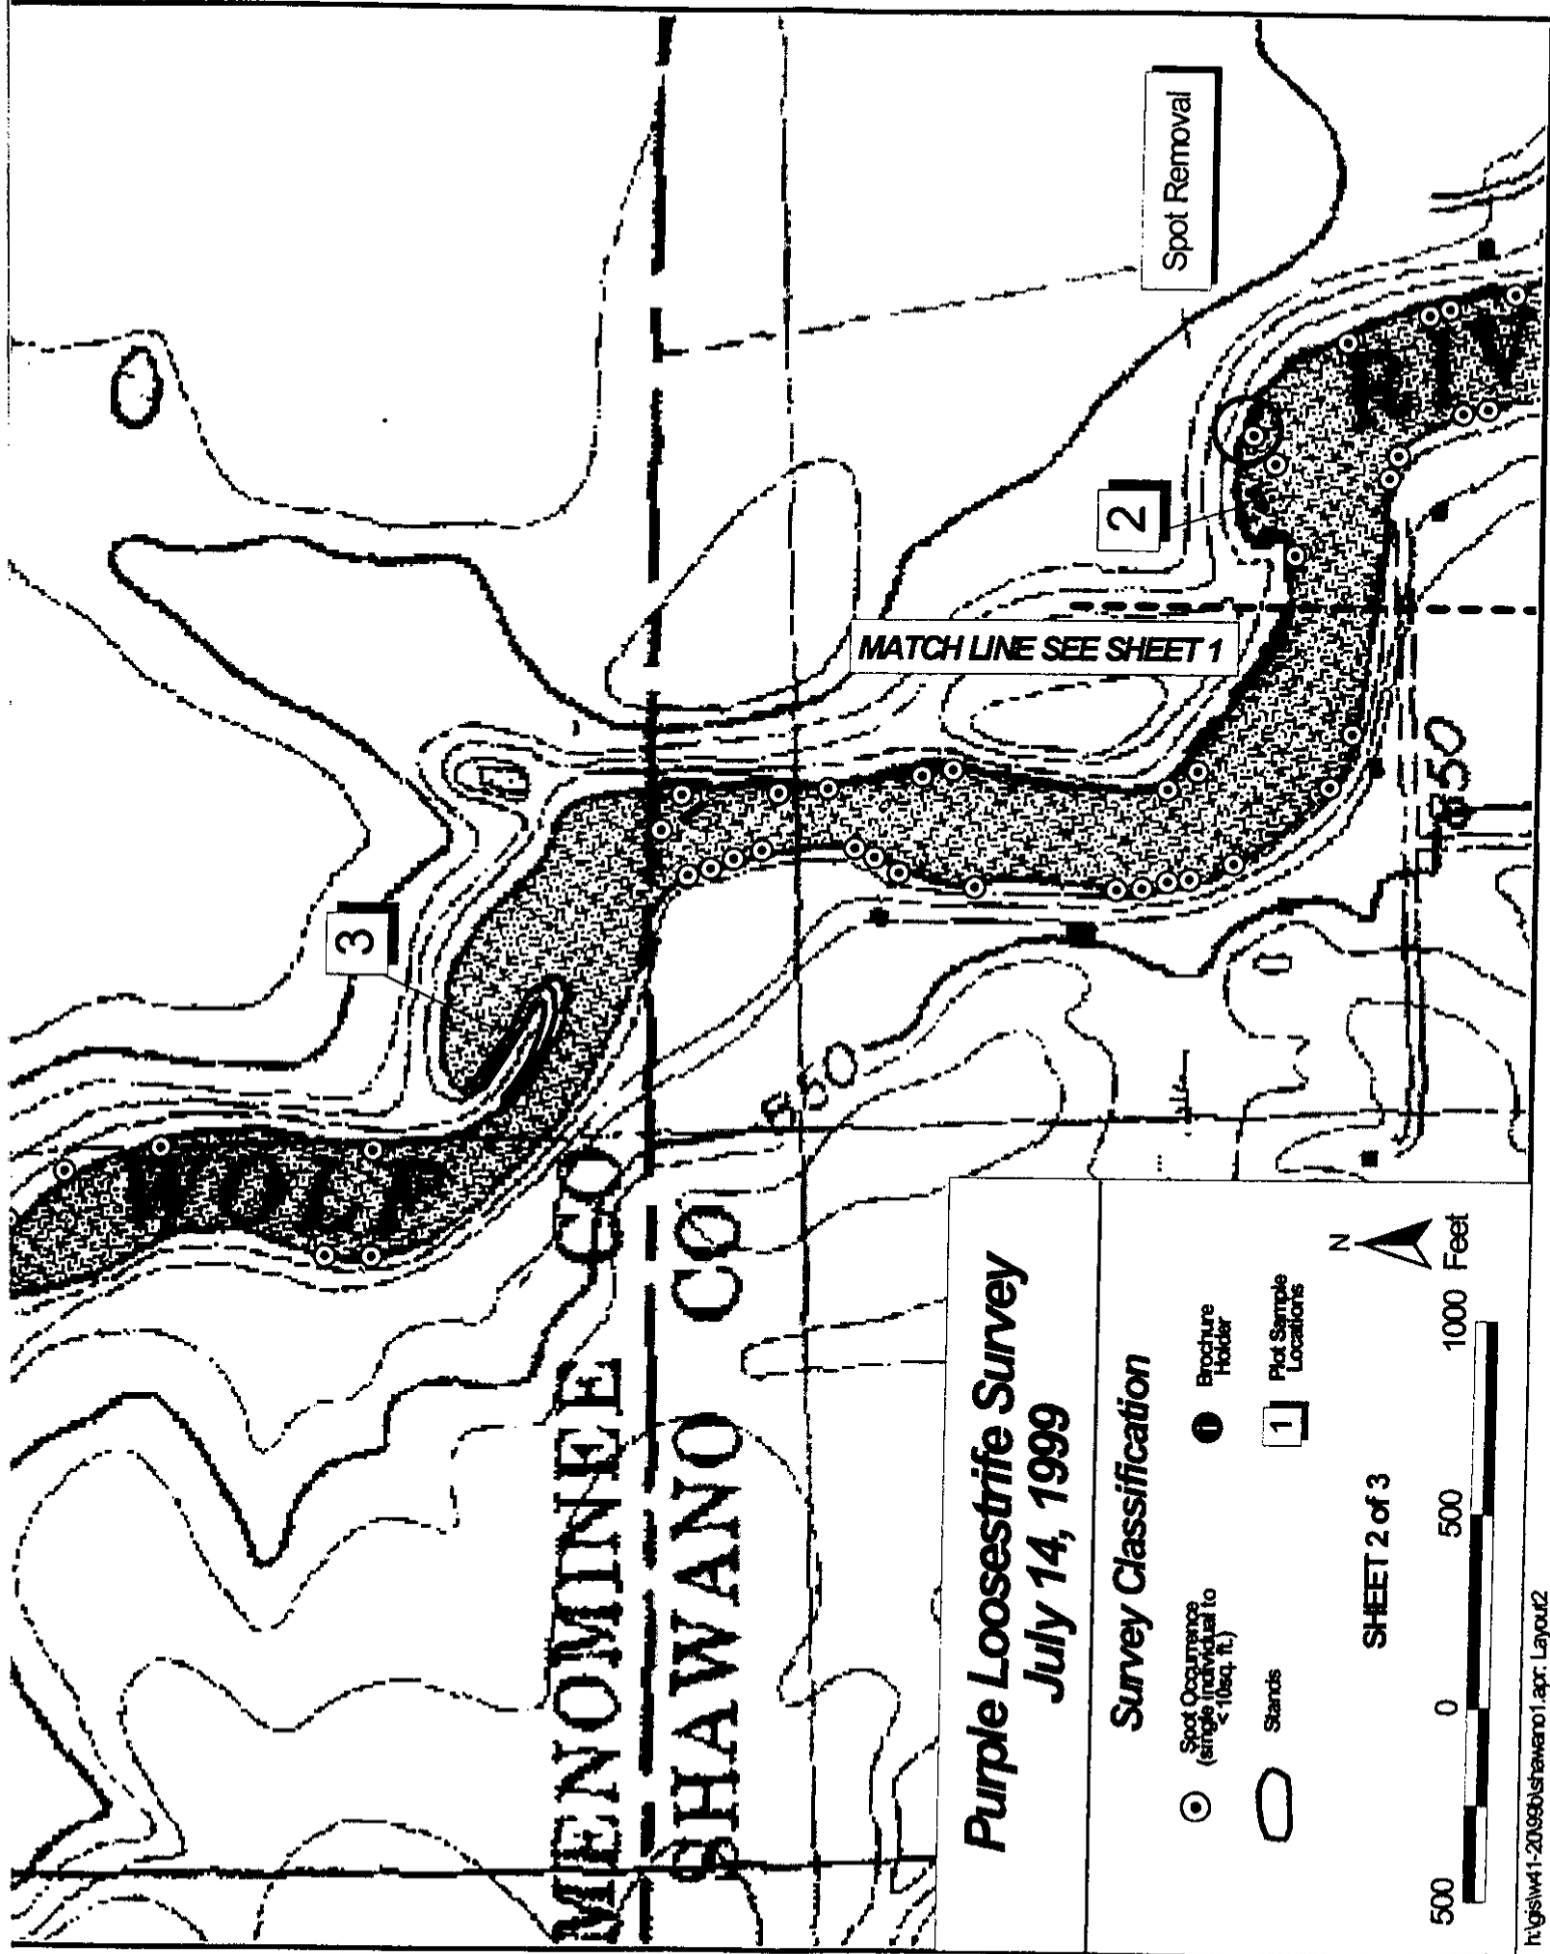 MENOMINEE CO
SHAWANO CO
WOLF
RIV
3
2
950
Spot Removal
MATCH LINE SEE SHEET 1
Purple Loosestrife Survey
July 14, 1999
Survey Classification
Spot Occurrence
(single individual to
< 10sq. ft.)
Stands
Brochure
Holder
1
Plot Sample
Locations
SHEET 2 of 3
N
500 0 500 1000 Feet